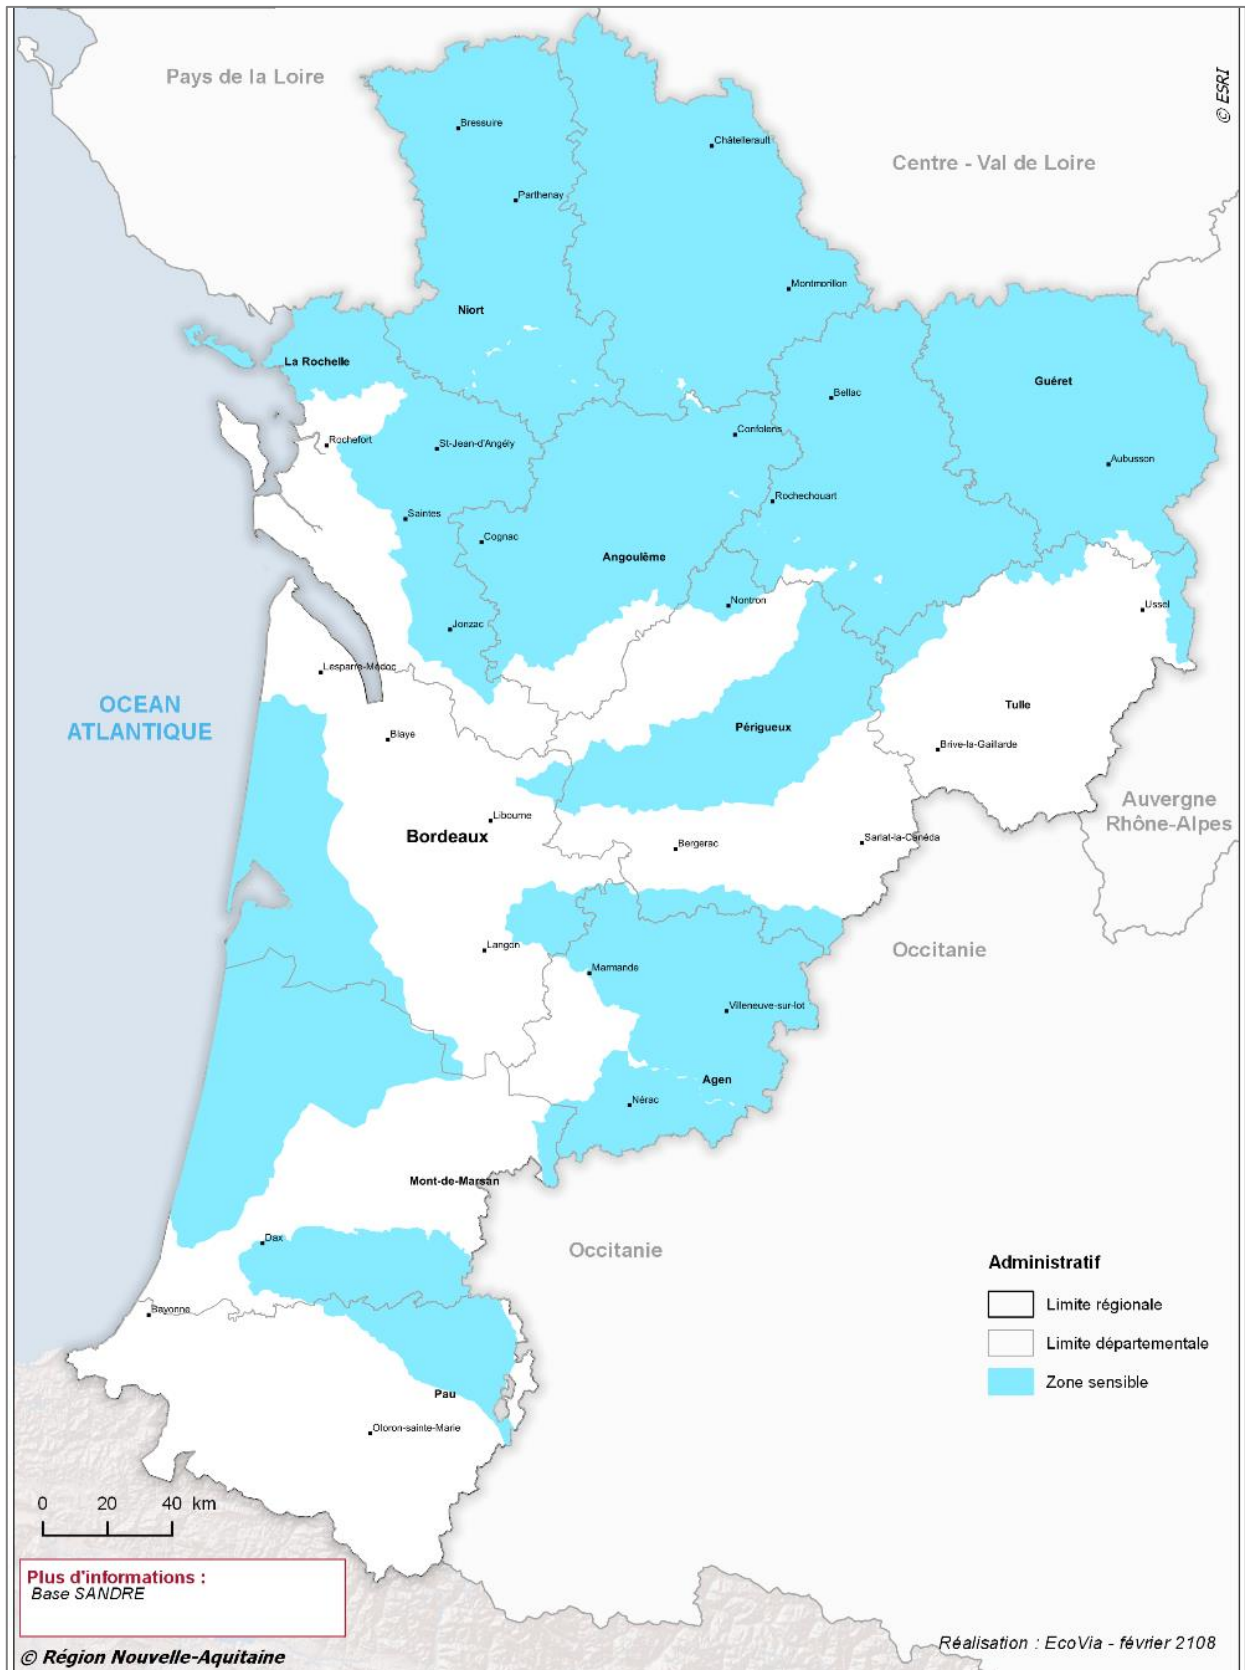 Pays de la Loire
© ESRI
Bressuire
Châtellerault
Centre - Val de Loire
Parthenay
Montmorillon
Niort
La Rochelle
Guéret
Bellac
Rochefort
St-Jean-d'Angély
Confolens
Aubusson
Rochechouart
Saintes
Cognac
Angoulême
Nontron
Ussel
Jonzac
Lesparre-Médoc
OCEAN
ATLANTIQUE
Tulle
Périgueux
Blaye
Brive-la-Gaillarde
Auvergne
Rhône-Alpes
Libourne
Bordeaux
Bergerac
Sarlat-la-Canéda
Langon
Occitanie
Marmande
Villeneuve-sur-lot
Agen
Nérac
Mont-de-Marsan
Dax
Occitanie
Administratif
Limite régionale
Limite départementale
Zone sensible
Bayonne
Pau
Oloron-sainte-Marie
0 20 40 km
Plus d'informations :
Base SANDRE
© Région Nouvelle-Aquitaine
Réalisation : EcoVia - février 2108